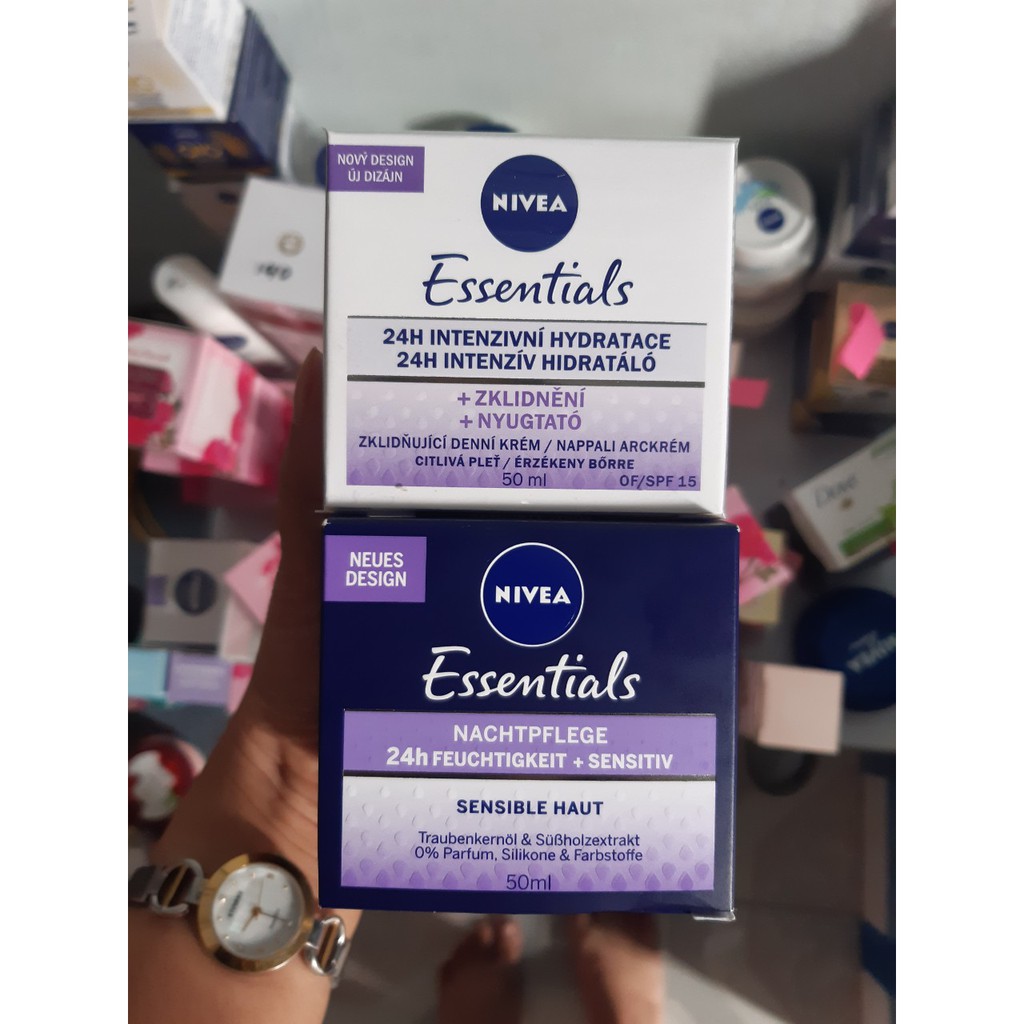 NOVÝ DESIGN
ÚJ DIZÁJN
NIVEA
Essentials
24H INTENZIVNÍ HYDRATACE
24H INTENZÍV HIDRATÁLÓ
+ ZKLIDNĚNÍ
+ NYUGTATÓ
ZKLIDŇUJÍCÍ DENNÍ KRÉM / NAPPALI ARCKRÉM
CITLIVÁ PLEŤ / ÉRZÉKENY BŐRRE
50 ml
OF/SPF 15
NEUES
DESIGN
NIVEA
Essentials
NACHTPFLEGE
24h FEUCHTIGKEIT + SENSITIV
SENSIBLE HAUT
Traubenkernöl & Süßholzextrakt
0% Parfum, Silikone & Farbstoffe
50ml
Dove
NIVEA